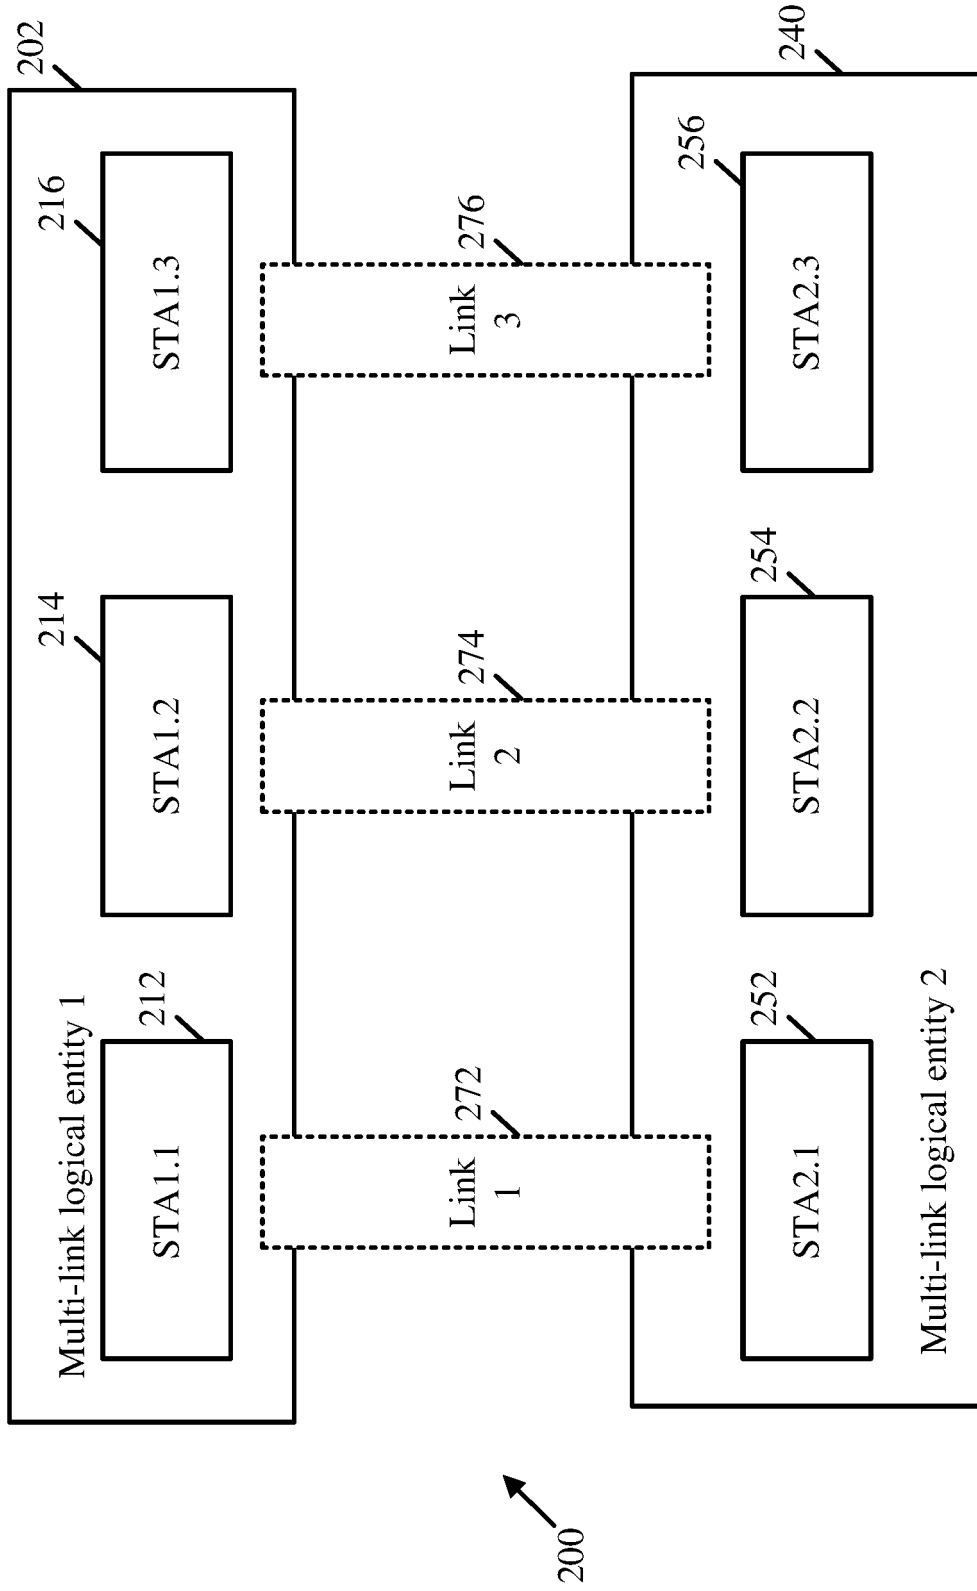 202
Multi-link logical entity 1
212
214
216
STA1.1
STA1.2
STA1.3
272
274
276
Link
1
Link
2
Link
3
200
240
252
254
256
STA2.1
STA2.2
STA2.3
Multi-link logical entity 2